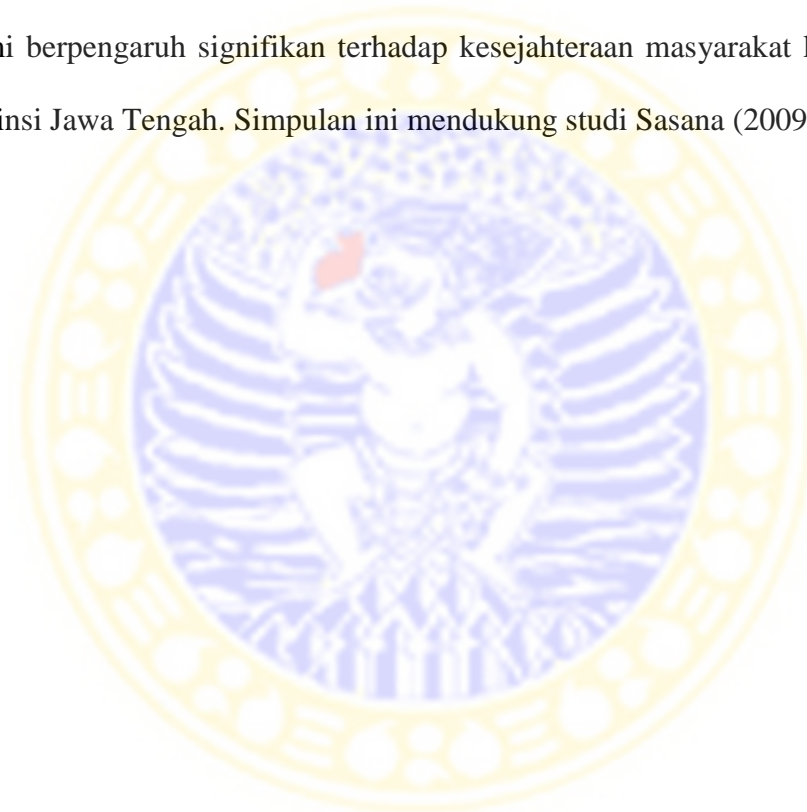 ni berpengaruh signifikan terhadap kesejahteraan masyarakat
insi Jawa Tengah. Simpulan ini mendukung studi Sasana (2009